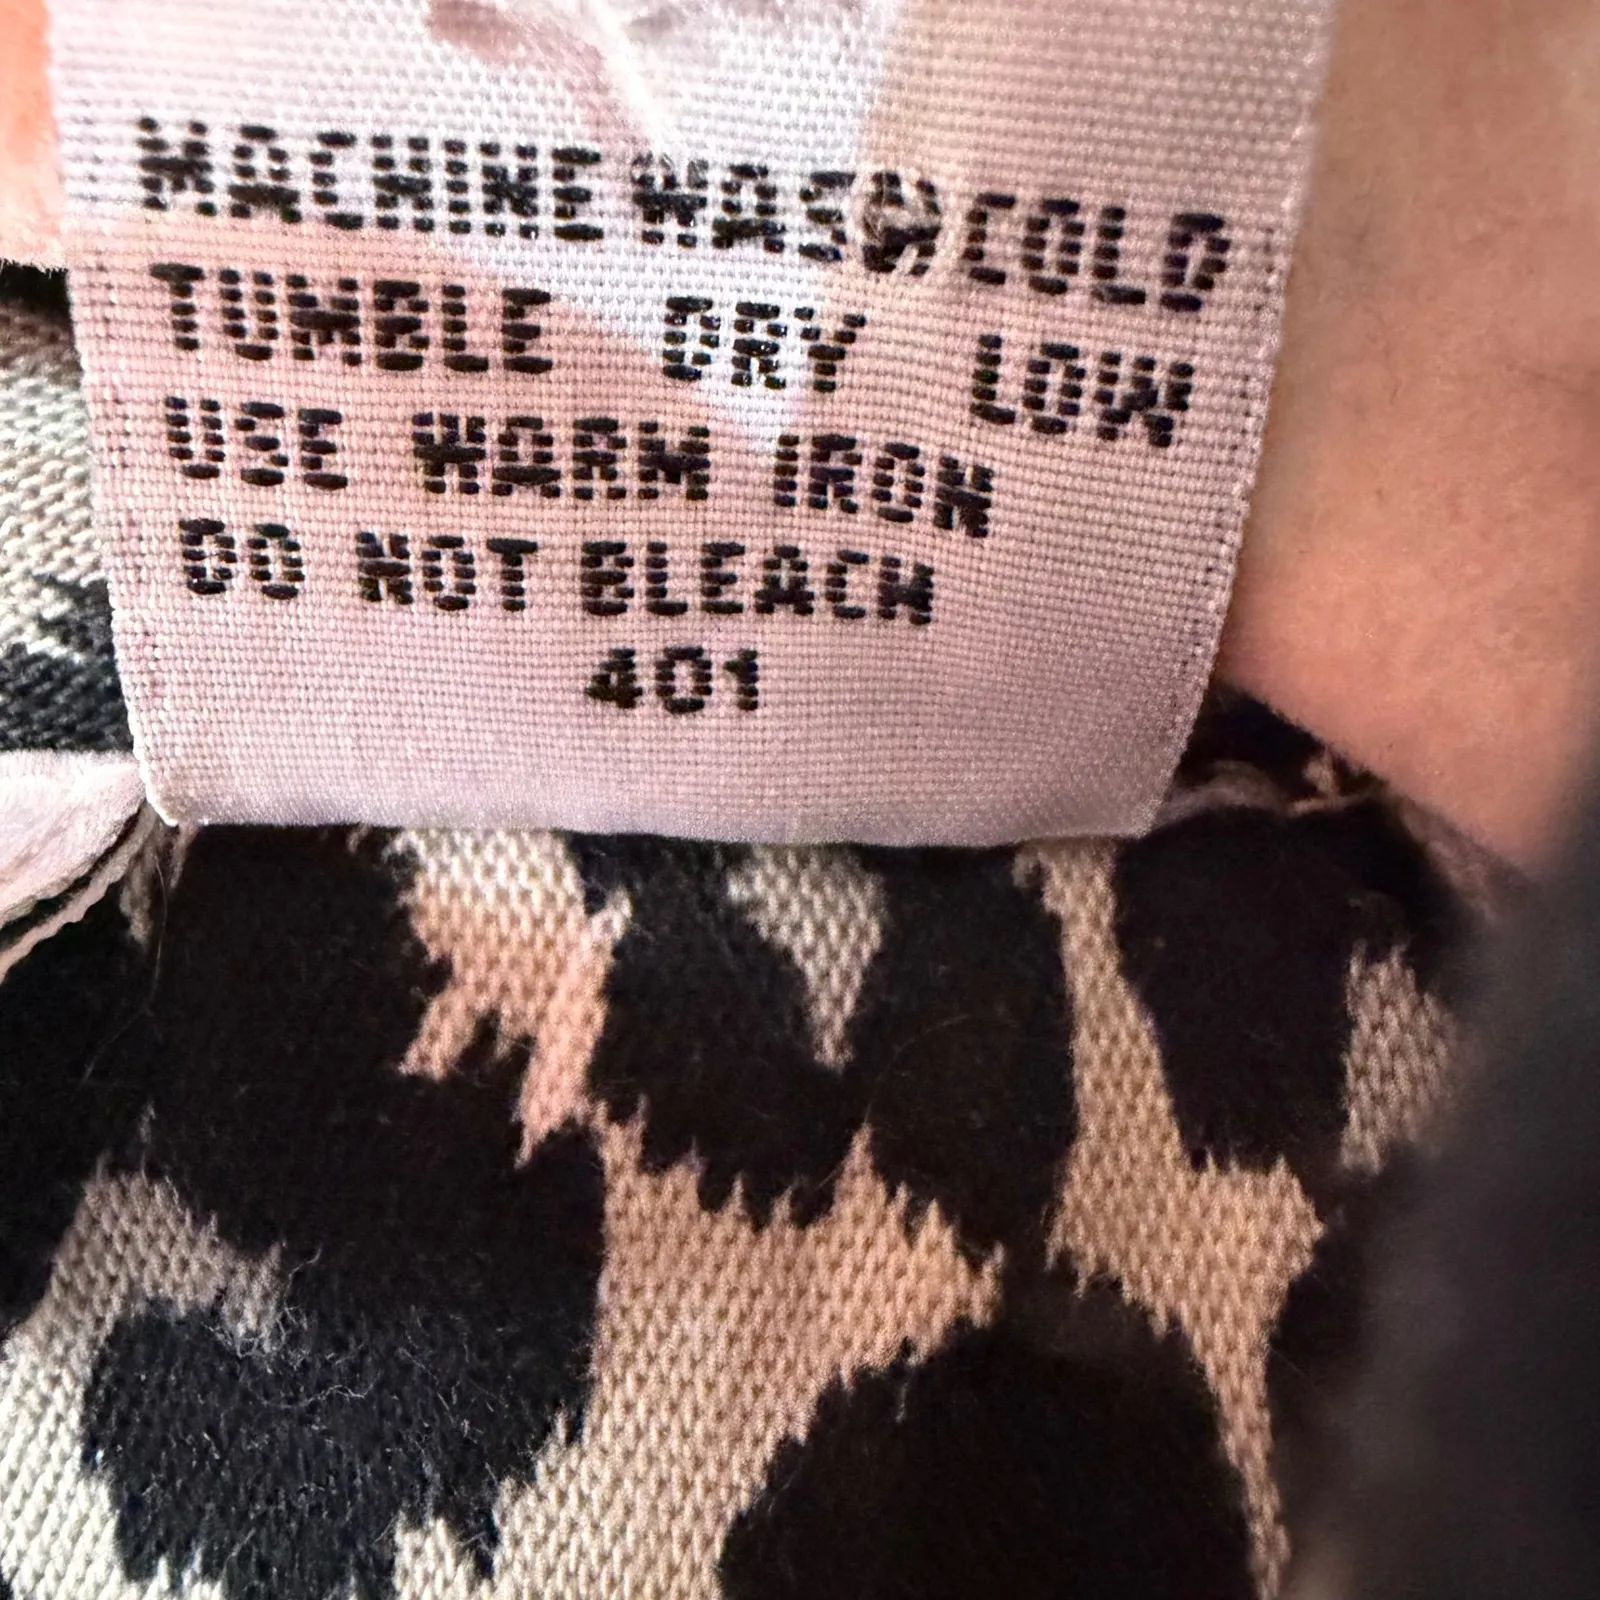 MACHINE WASH COLD
TUMBLE DRY LOW
USE WARM IRON
DO NOT BLEACH
401